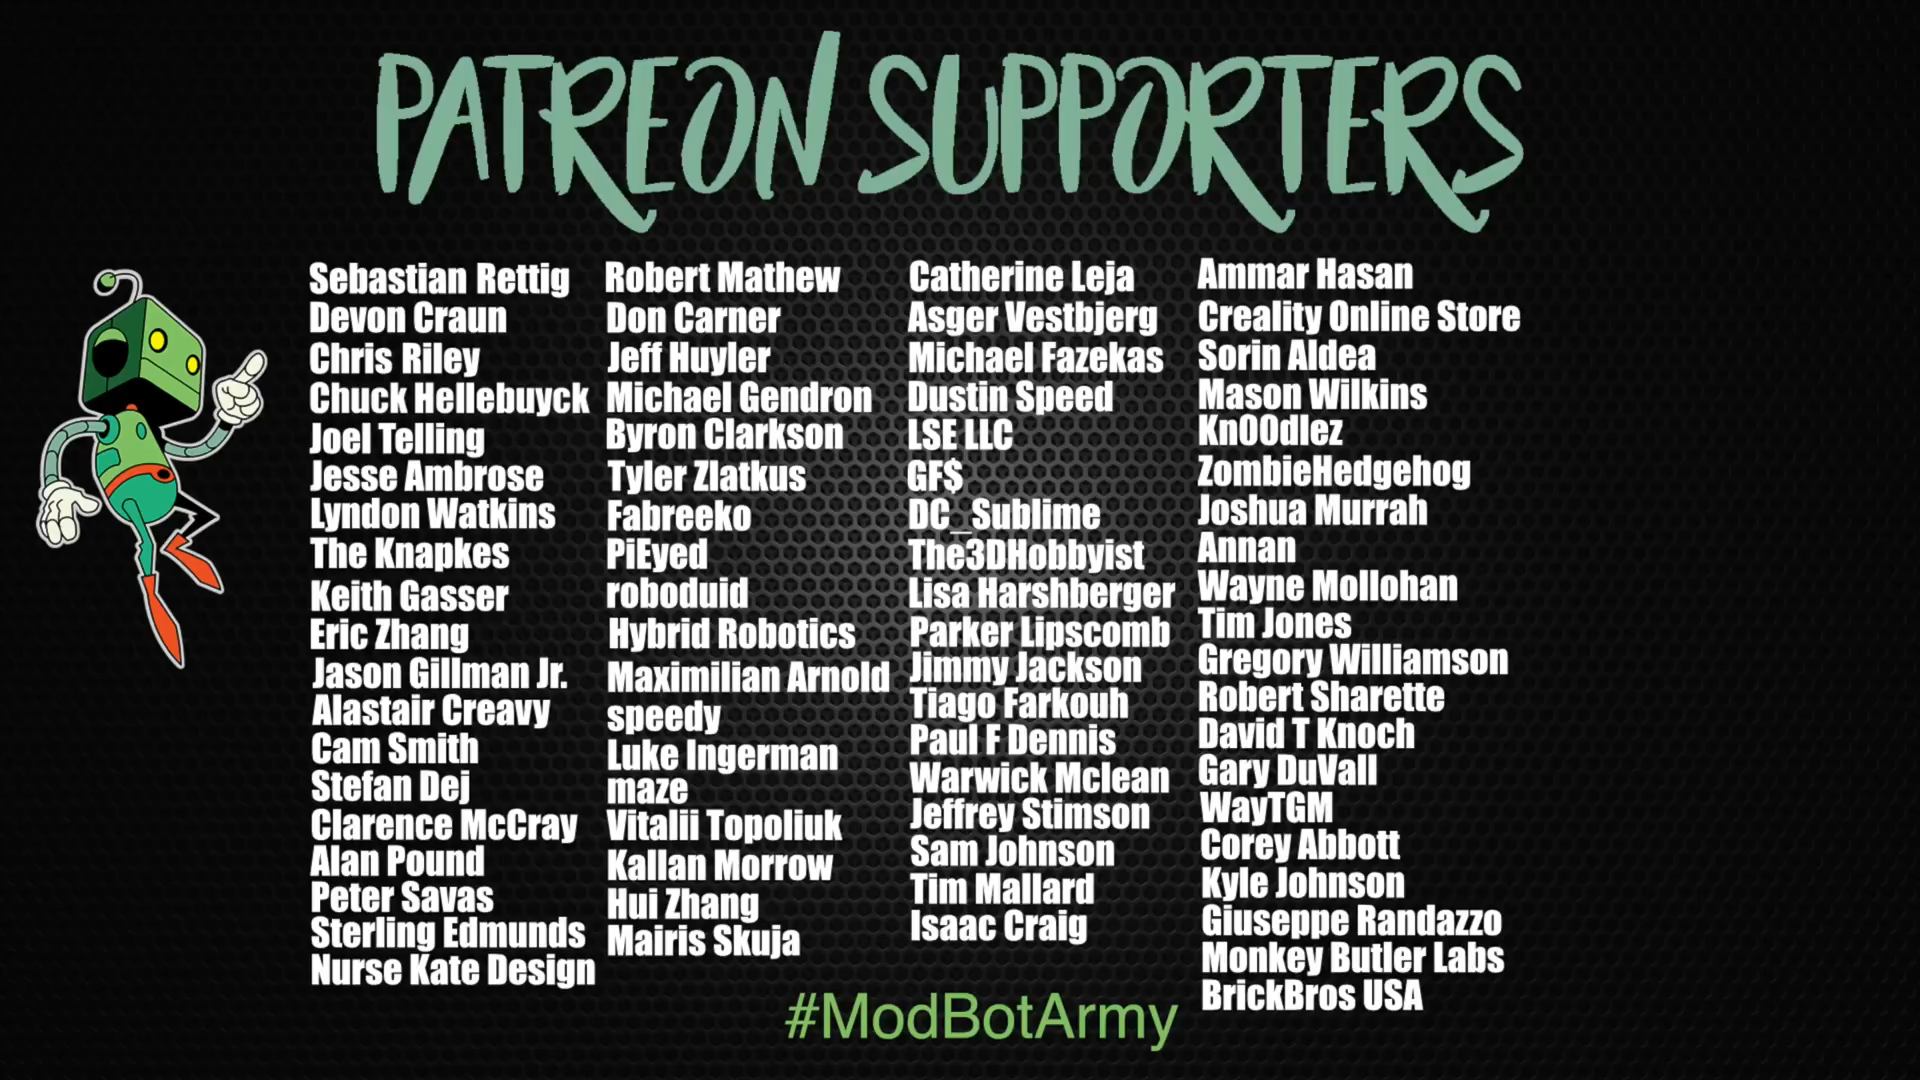 PATREON SUPPORTERS
Sebastian Rettig
Devon Craun
Chris Riley
Chuck Hellebuyck
Joel Telling
Jesse Ambrose
Lyndon Watkins
The Knapkes
Keith Gasser
Eric Zhang
Jason Gillman Jr.
Alastair Creavy
Cam Smith
Stefan Dej
Clarence McCray
Alan Pound
Peter Savas
Sterling Edmunds
Nurse Kate Design
Robert Mathew
Don Carner
Jeff Huyler
Michael Gendron
Byron Clarkson
Tyler Zlatkus
Fabreeko
PiEyed
roboduid
Hybrid Robotics
Maximilian Arnold
speedy
Luke Ingerman
maze
Vitalii Topoliuk
Kallan Morrow
Hui Zhang
Mairis Skuja
Catherine Leja
Asger Vestbjerg
Michael Fazekas
Dustin Speed
LSE LLC
GF$
DC_Sublime
The3DHobbyist
Lisa Harshberger
Parker Lipscomb
Jimmy Jackson
Tiago Farkouh
Paul F Dennis
Warwick Mclean
Jeffrey Stimson
Sam Johnson
Tim Mallard
Isaac Craig
Ammar Hasan
Creality Online Store
Sorin Aldea
Mason Wilkins
Kn00dlez
ZombieHedgehog
Joshua Murrah
Annan
Wayne Mollohan
Tim Jones
Gregory Williamson
Robert Sharette
David T Knoch
Gary DuVall
WayTGM
Corey Abbott
Kyle Johnson
Giuseppe Randazzo
Monkey Butler Labs
BrickBros USA
#ModBotArmy